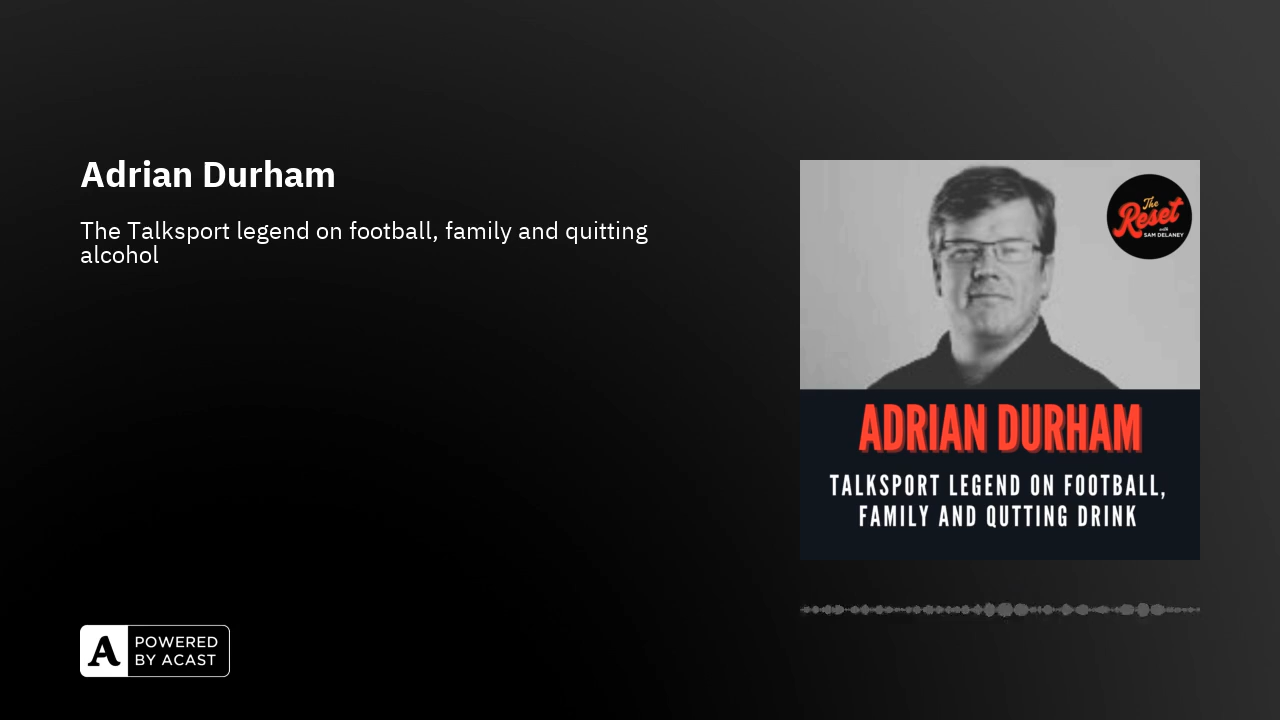 Adrian Durham
The Talksport legend on football, family and quitting
alcohol
The
Reset
with
SAM DELANEY
ADRIAN DURHAM
TALKSPORT LEGEND ON FOOTBALL,
FAMILY AND QUTTING DRINK
A
POWERED
BY ACAST